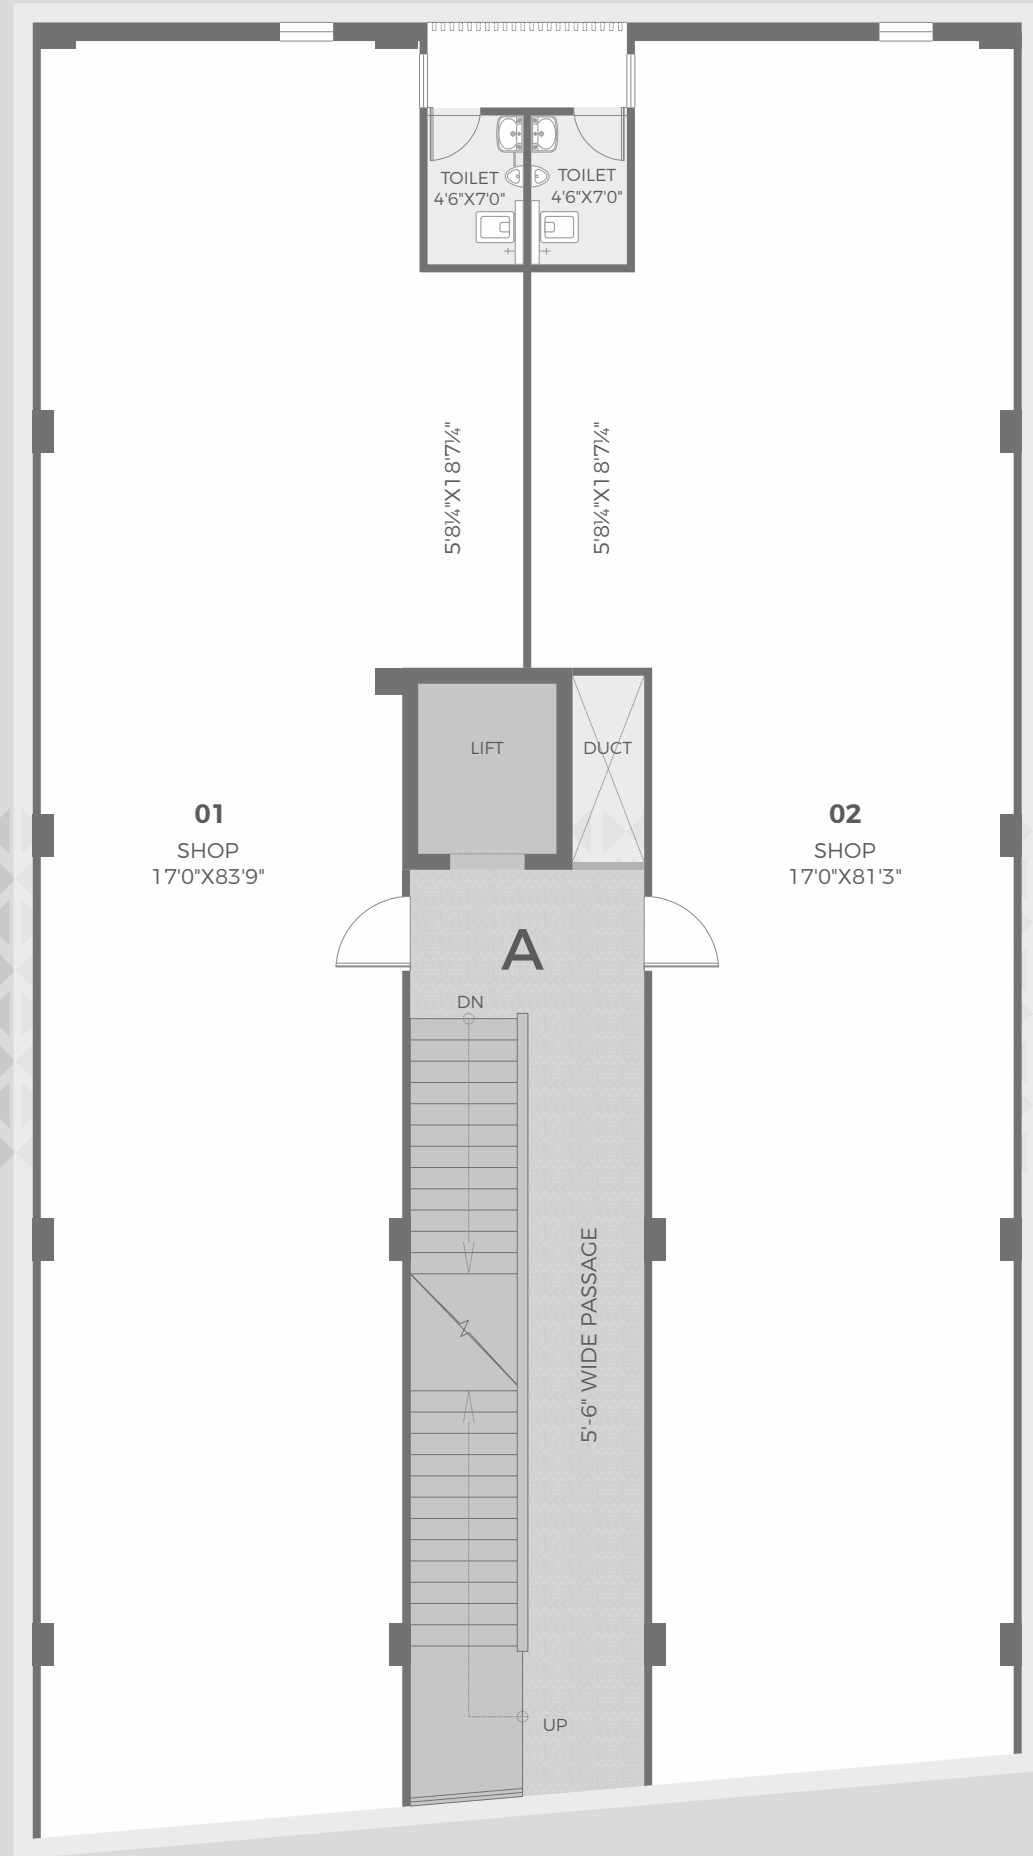 TOILET
4'6"X7'0"
TOILET
4'6"X7'0"
5'8¼"X18'7¼"
5'8¼"X18'7¼"
LIFT
DUCT
01
SHOP
17'0"X83'9"
02
SHOP
17'0"X81'3"
A
DN
5'-6" WIDE PASSAGE
UP